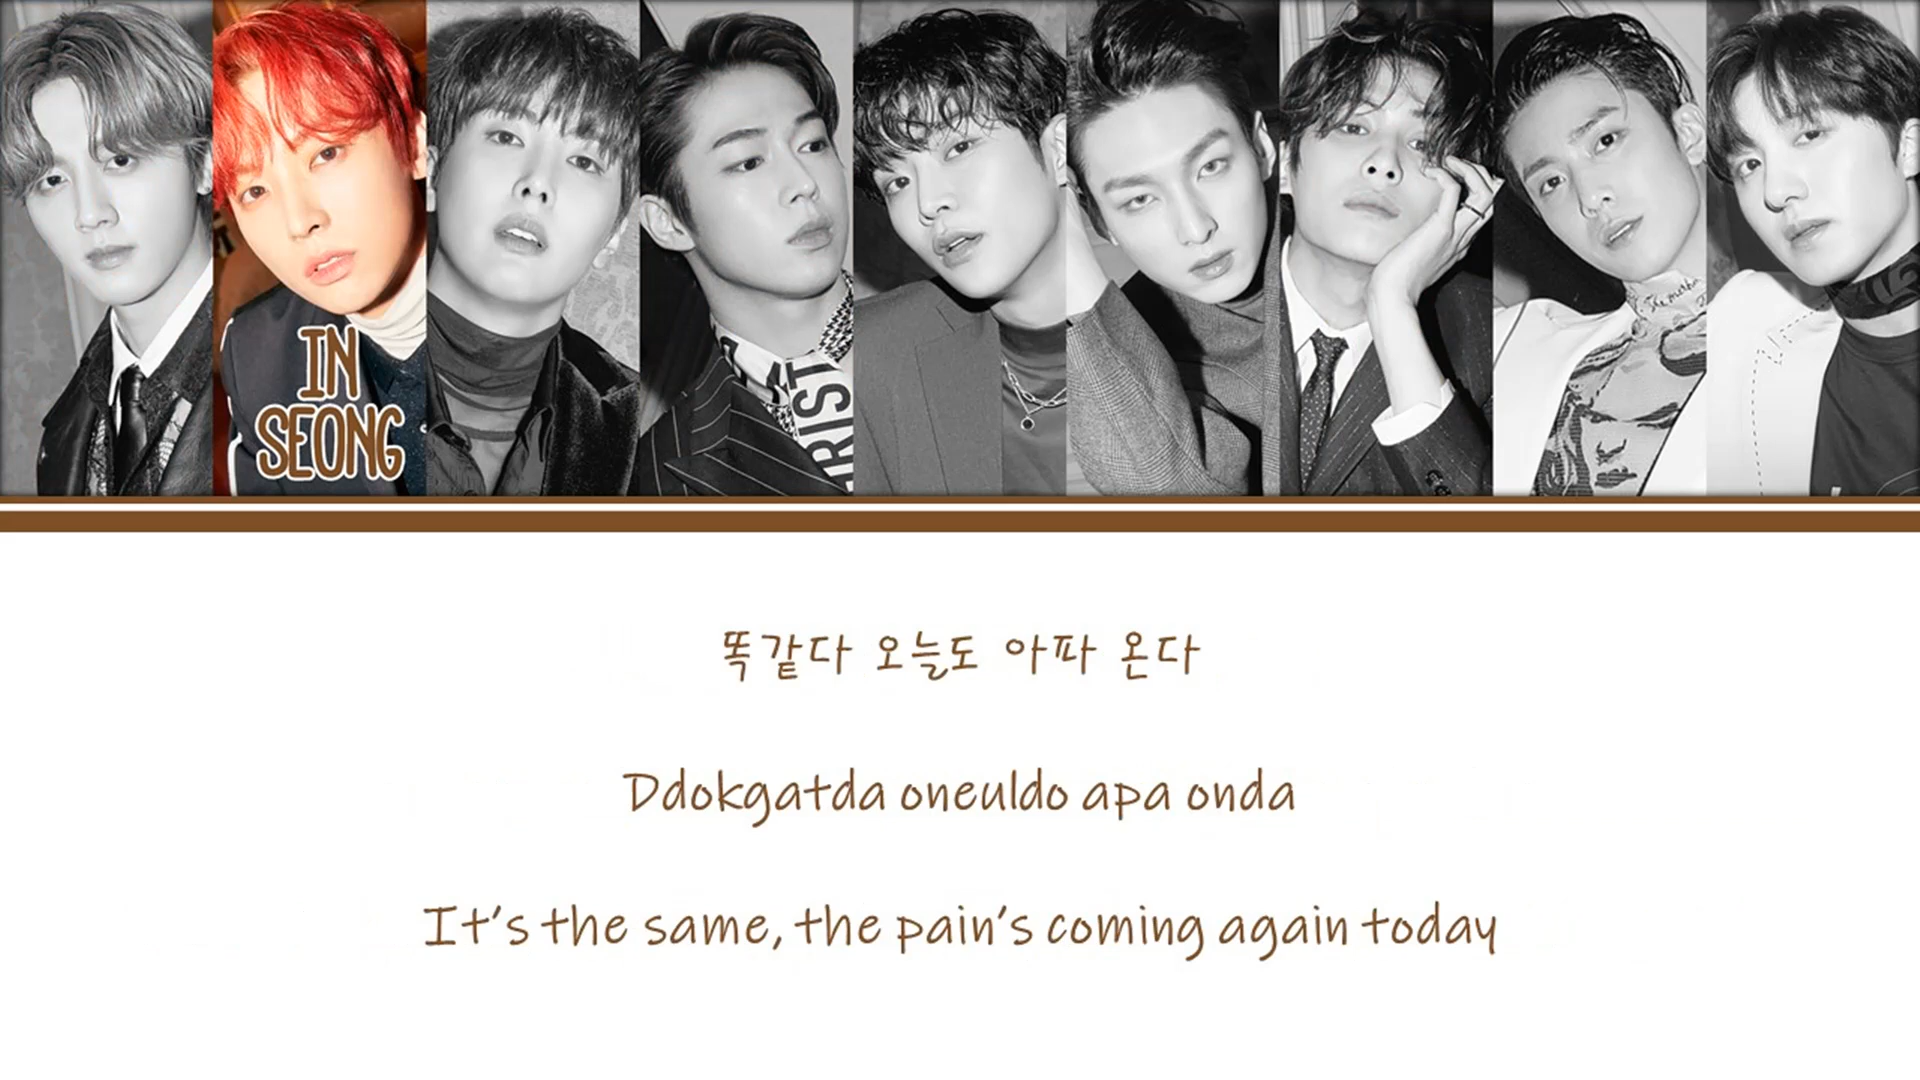 IN
SEONG
똑같다 오늘도 아파 온다
Ddokgatda oneuldo apa onda
It's the same, the pain's coming again today